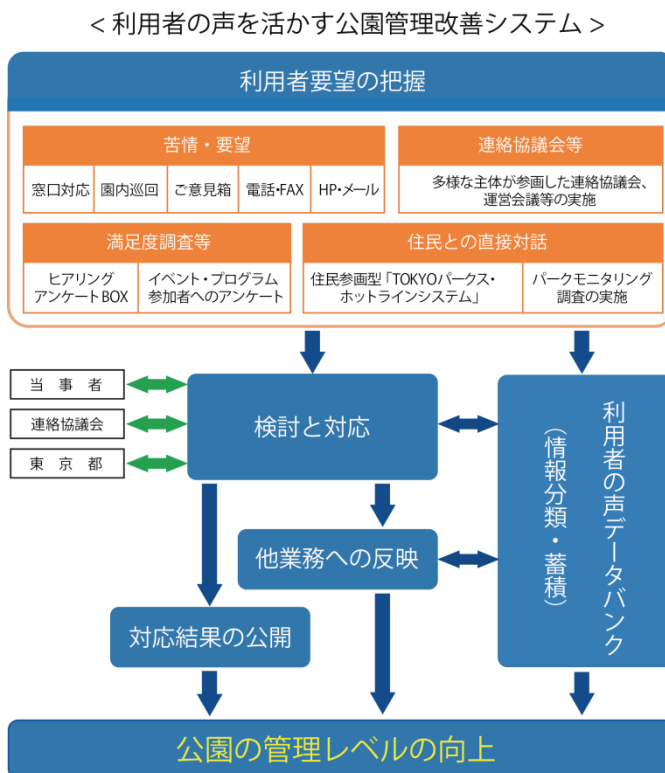 ＜利用者の声を活かす公園管理改善システム＞
利用者要望の把握
苦情・要望
窓口対応
園内巡回
ご意見箱
電話・FAX
HP・メール
連絡協議会等
多様な主体が参画した連絡協議会、
運営会議等の実施
満足度調査等
ヒアリング
アンケートBOX
イベント・プログラム
参加者へのアンケート
住民との直接対話
住民参画型「TOKYOパークス・
ホットラインシステム」
パークモニタリング
調査の実施
当事者
連絡協議会
東京都
検討と対応
利用者の声データバンク
（情報分類・蓄積）
他業務への反映
対応結果の公開
公園の管理レベルの向上